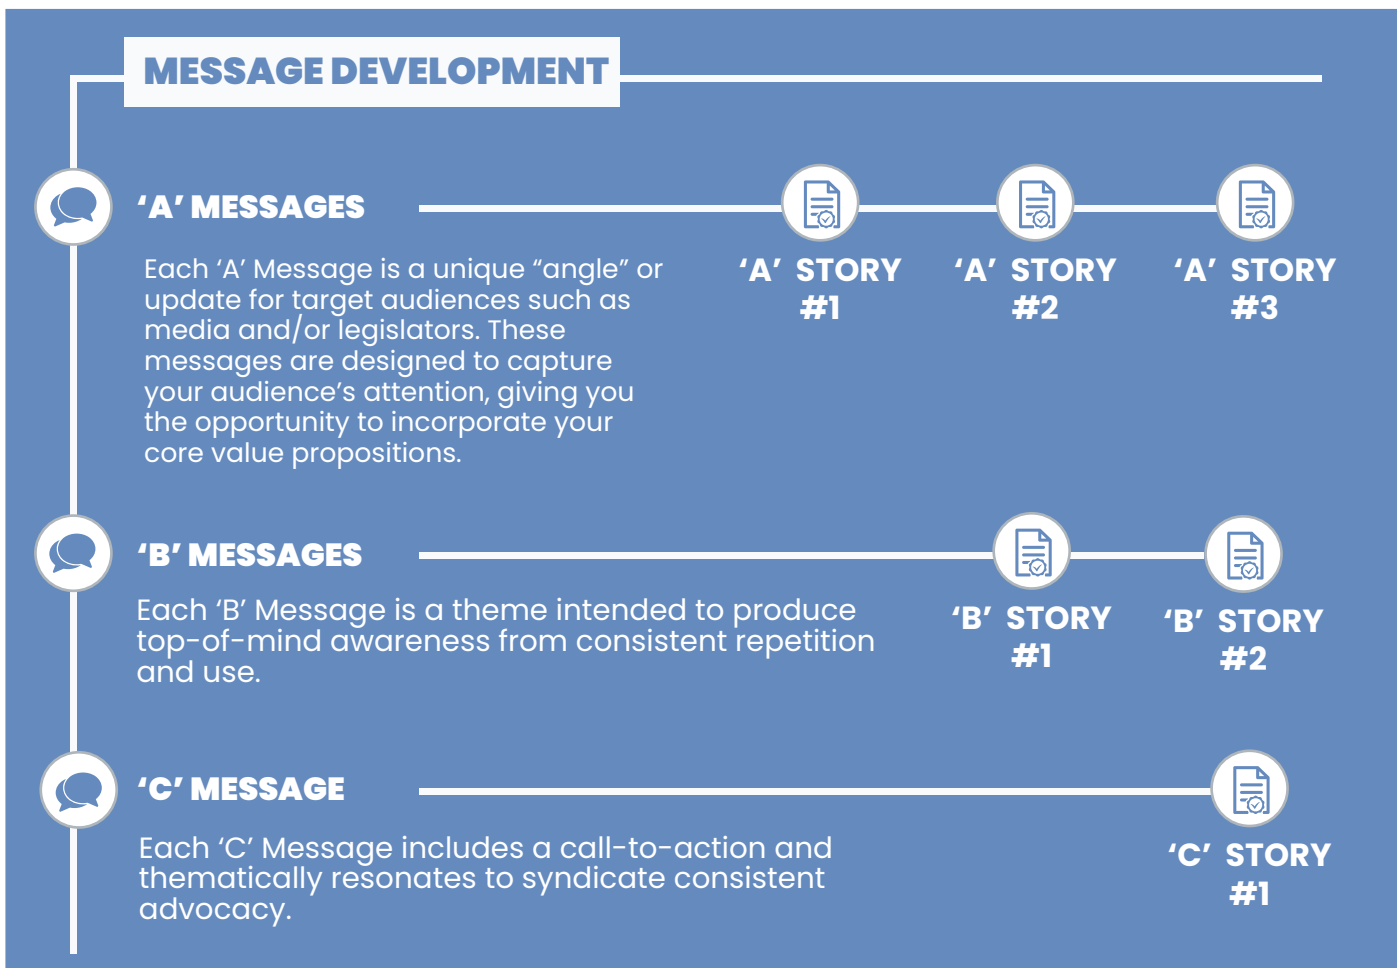 MESSAGE DEVELOPMENT
‘A’ MESSAGES
Each ‘A’ Message is a unique “angle” or
update for target audiences such as
media and/or legislators. These
messages are designed to capture
your audience’s attention, giving you
the opportunity to incorporate your
core value propositions.
‘A’ STORY
#1
‘A’ STORY
#2
‘A’ STORY
#3
‘B’ MESSAGES
Each ‘B’ Message is a theme intended to produce
top-of-mind awareness from consistent repetition
and use.
‘B’ STORY
#1
‘B’ STORY
#2
‘C’ MESSAGE
Each ‘C’ Message includes a call-to-action and
thematically resonates to syndicate consistent
advocacy.
‘C’ STORY
#1